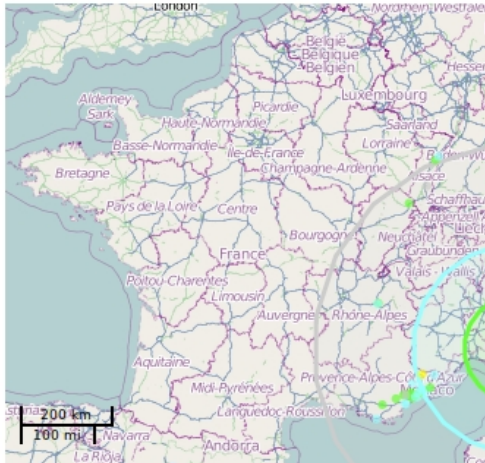 London
Nordrhein-Westfalen
België
Belgique
Belgien
Hessen
Luxembourg
Alderney
Sark
Picardie
Haute-Normandie
Saarland
Lorraine
Basse-Normandie
Ile-de-France
Champagne-Ardenne
Bretagne
Alsace
Pays de la Loire
Centre
Bourgogne
Neuchâtel
Graubünden
France
Valais - Wallis
Poitou-Charentes
Limousin
Auvergne
Rhône-Alpes
Aquitaine
Provence-Alpes-Côte d'Azur
Midi-Pyrénées
Monaco
Languedoc-Roussillon
200 km
100 mi
Navarra
Andorra
La Rioja